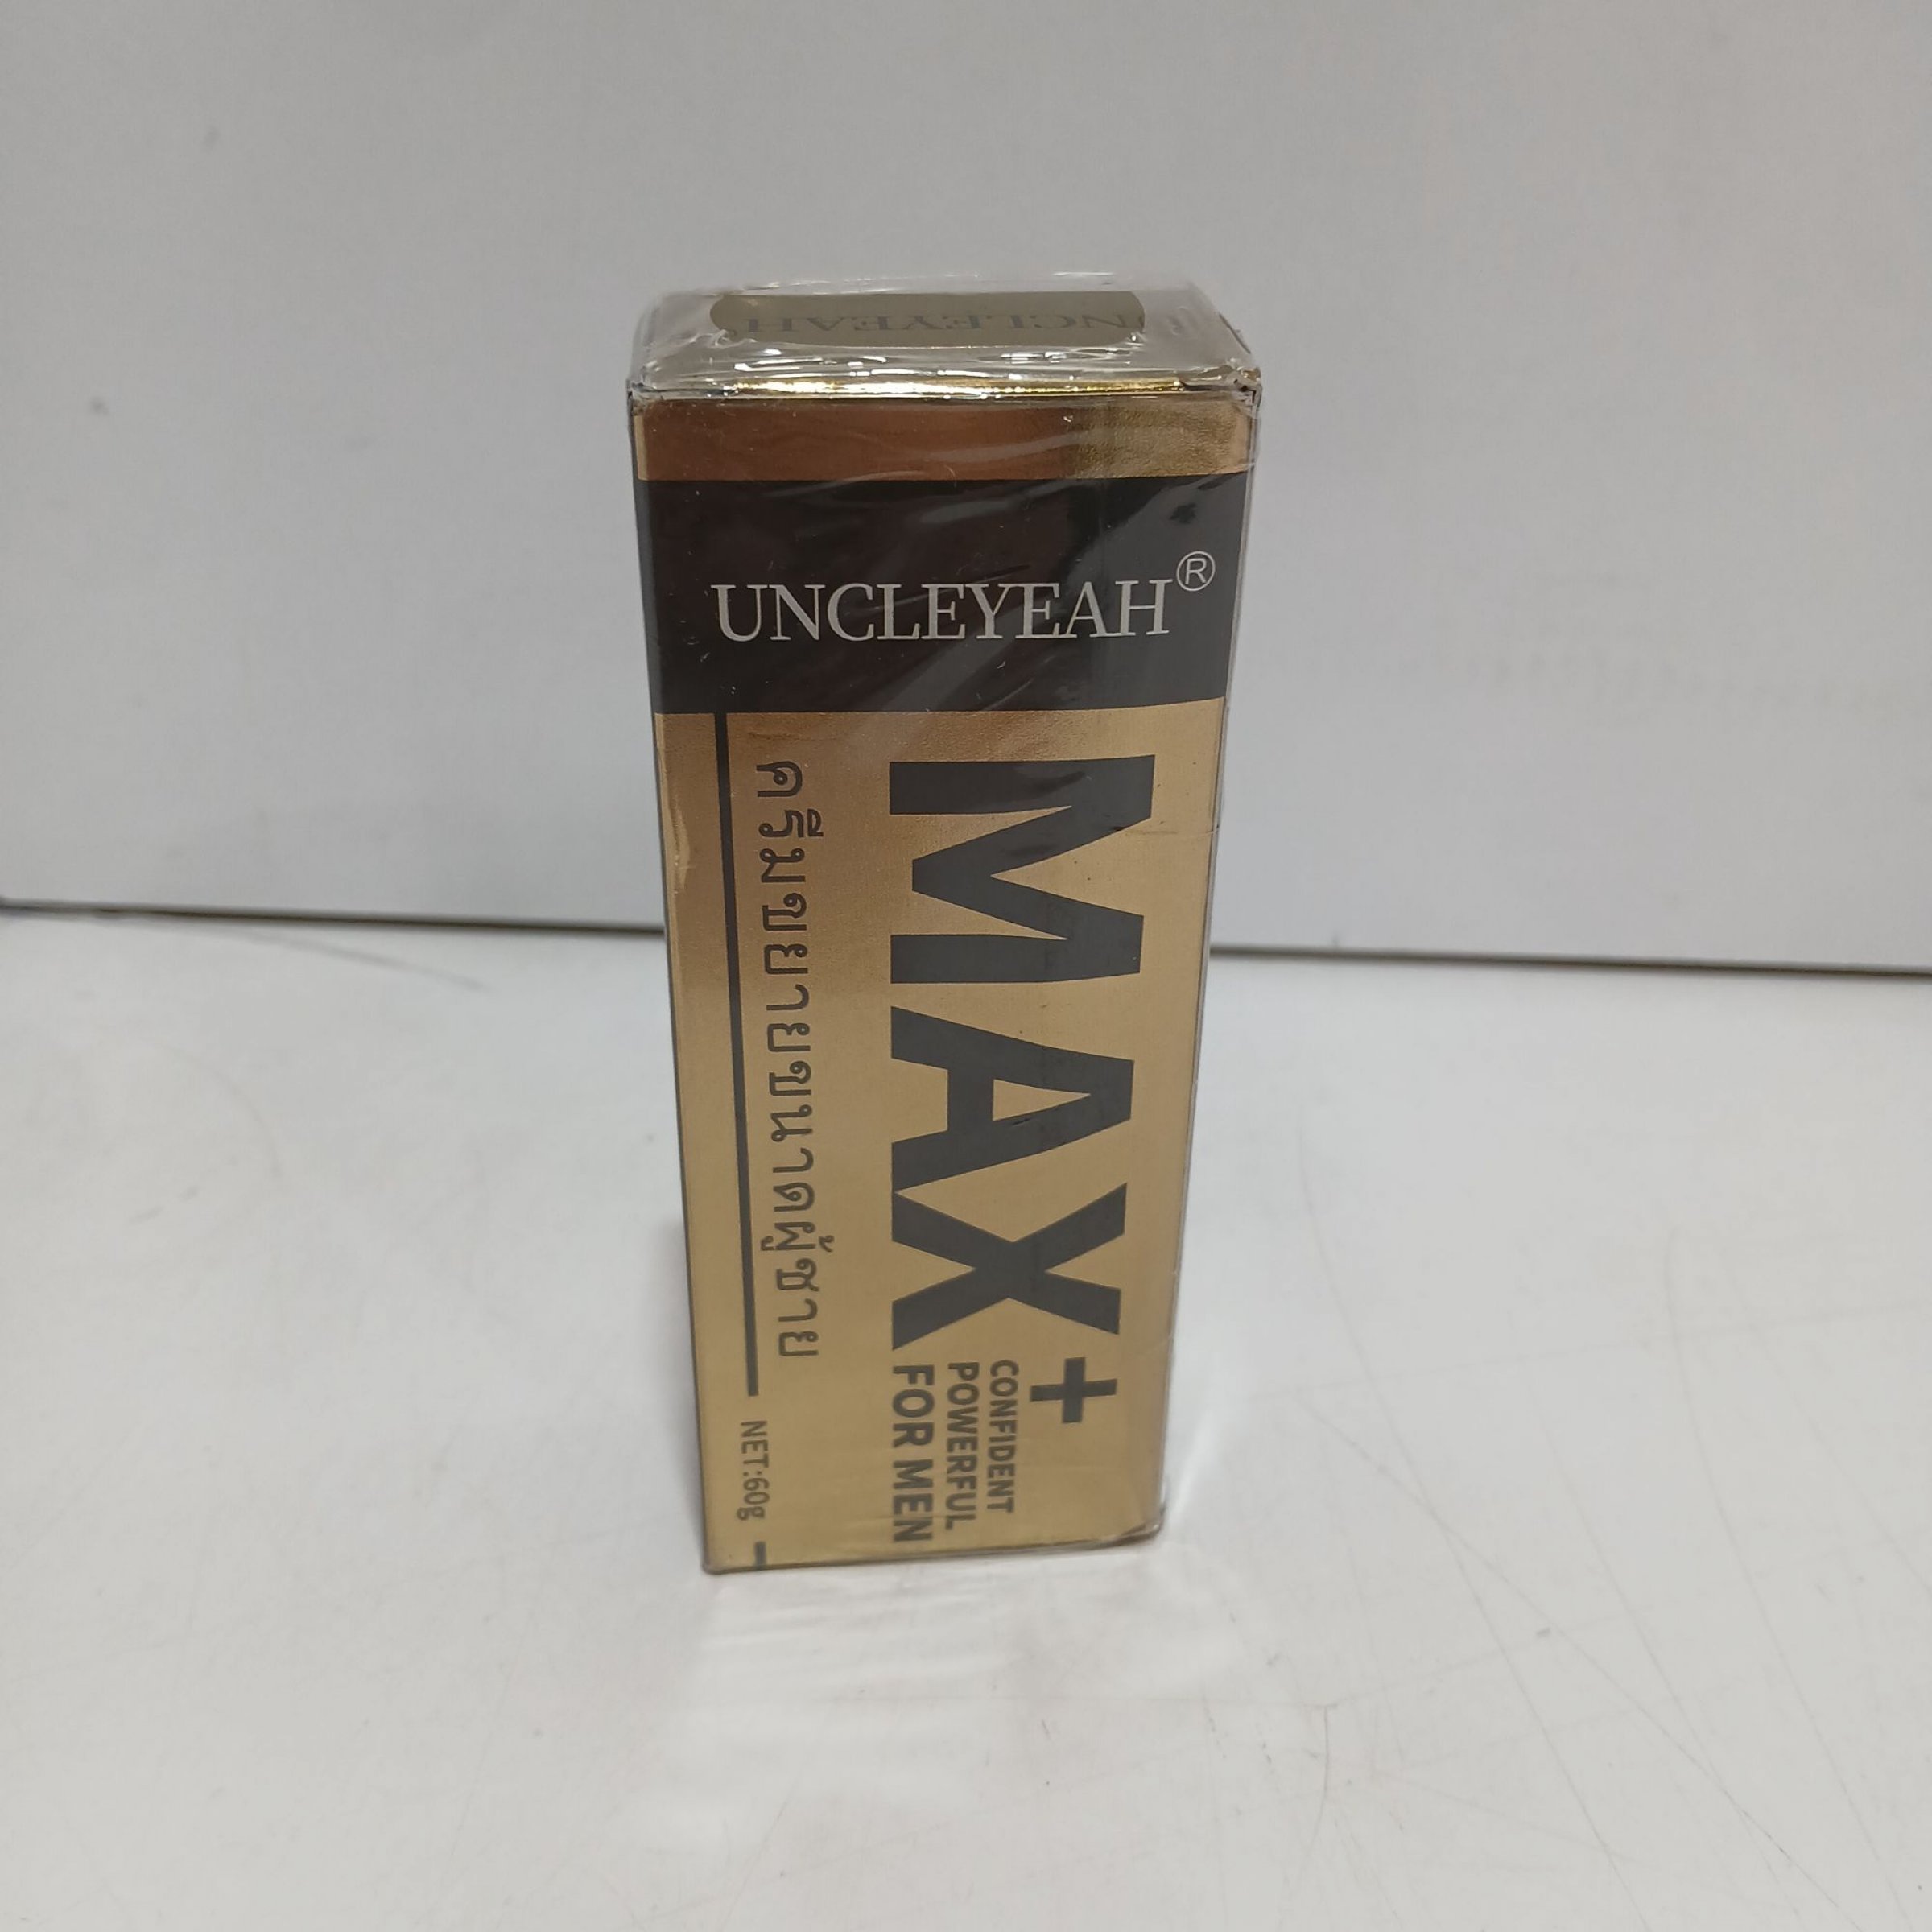 UNCLEYEAH
UNCLEYEAH®
MAX+
CONFIDENT
POWERFUL
FOR MEN
ครีมขยายขนาดผู้ชาย
NET:60g